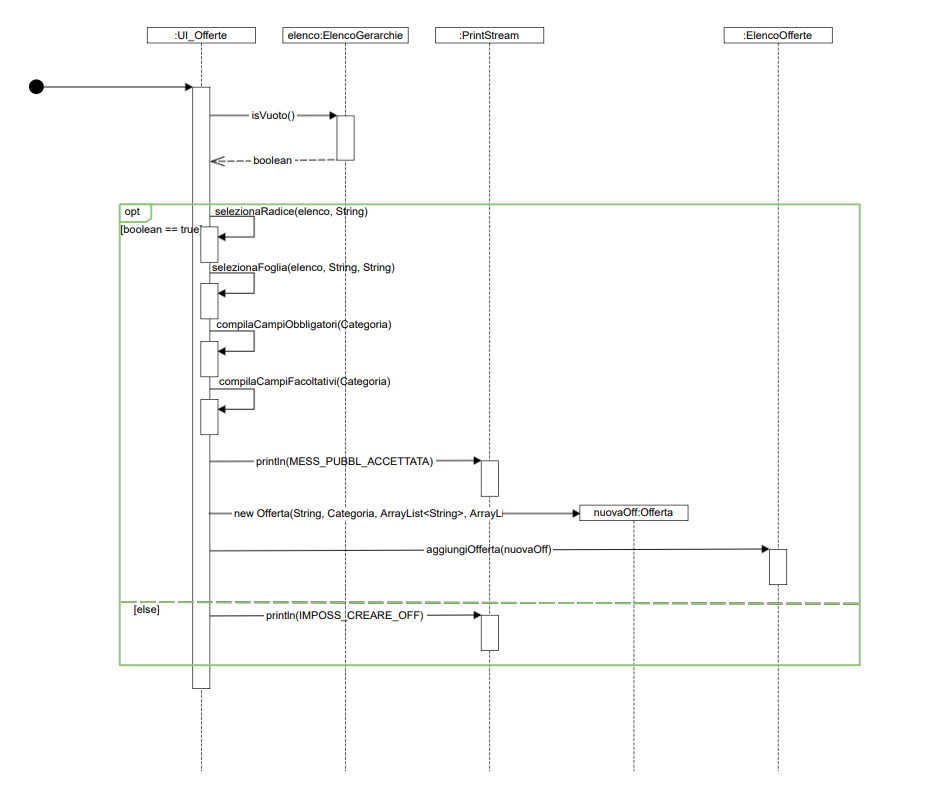 :UI_Offerte
elenco:ElencoGerarchie
:PrintStream
:ElencoOfferte
isVuoto()
boolean
opt
selezionaRadice(elenco, String)
[boolean == true]
selezionaFoglia(elenco, String, String)
compilaCampiObbligatori(Categoria)
compilaCampiFacoltativi(Categoria)
println(MESS_PUBBL_ACCETTATA)
new Offerta(String, Categoria, ArrayList<String>, ArrayLi
nuovaOff:Offerta
aggiungiOfferta(nuovaOff)
[else]
println(IMPOSS_CREARE_OFF)